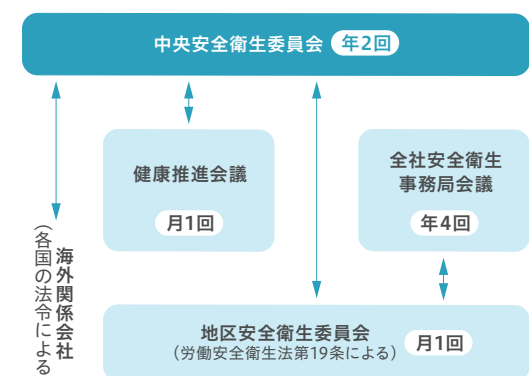 中央安全衛生委員会 年2回
健康推進会議
月1回
全社安全衛生
事務局会議
年4回
海外関係会社
(各国の法令による
地区安全衛生委員会
(労働安全衛生法第19条による)
月1回